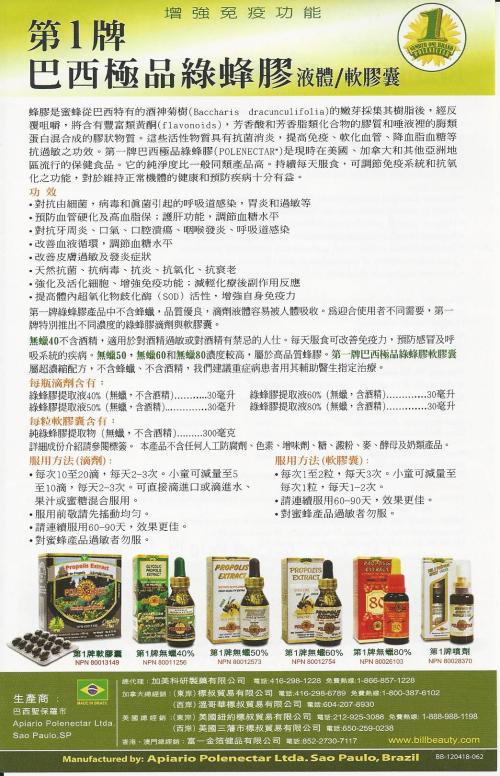 增強免疫功能
第1牌
巴西極品綠蜂膠 液體/軟膠囊
NUMBER ONE BRAND
1
蜂膠是蜜蜂從巴西特有的酒神菊樹(Baccharis dracunculifolia)的嫩芽採集其樹脂後，經反
覆咀嚼，將含有豐富類黃酮(flavonoids)，芳香酸和芳香脂類化合物的膠質和唾液裡的胸類
蛋白混合成的膠狀物質。這些活性物質具有抗菌消炎，提高免疫、軟化血管、降血脂血糖等
抗過敏之功效。第一牌巴西極品綠蜂膠(POLENECTAR®)是現時在美國、加拿大和其他亞洲地
區流行的保健食品。它的純淨度比一般同類產品高。持續每天服食，可調節免疫系統和抗氧
化之功能，對於維持正常機體的健康和預防疾病十分有益。
功 效
•對抗由細菌，病毒和真菌引起的呼吸道感染，胃炎和過敏等
•預防血管硬化及高血脂保；護肝功能，調節血糖水平
•對抗牙周炎、口氣、口腔潰瘍、咽喉發炎、呼吸道感染
•改善血液循環，調節血糖水平
•改善皮膚過敏及發炎症狀
•天然抗菌、抗病毒、抗炎、抗氧化、抗衰老
•強化及活化細胞、增強免疫功能；減輕化療後副作用反應
•提高體內超氧化物歧化酶（SOD）活性，增強自身免疫力
第一牌綠蜂膠產品中不含蜂蠟，品質優良，滴劑液體容易被人體吸收。為迎合使用者不同需要，第一
牌特別推出不同濃度的綠蜂膠滴劑與軟膠囊。
無蠟40不含酒精，適用於對酒精過敏或對酒精有禁忌的人仕。每天服食可改善免疫力，預防感冒及呼
吸系統的疾病。無蠟50，無蠟60和無蠟80濃度較高，屬於高品質蜂膠。第一牌巴西極品綠蜂膠軟膠囊
屬超濃縮配方，不含蜂蠟、不含酒精，我們建議重症病患者用其輔助醫生指定治療。
每瓶滴劑含有：
綠蜂膠提取液40%（無蠟，不含酒精）...........30毫升 綠蜂膠提取液60%（無蠟，含酒精）...........30毫升
綠蜂膠提取液50%（無蠟，含酒精）.............30毫升 綠蜂膠提取液80%（無蠟，含酒精）...........30毫升
每粒軟膠囊含有：
純綠蜂膠提取物（無蠟，不含酒精）........300毫克
詳細成份介紹請參閱標簽。 本產品不含任何人工防腐劑、色素、增味劑、糖、澱粉、麥、酵母及奶類產品。
服用方法(滴劑)：
•每次10至20滴，每天2-3次。小童可減量至5
至10滴，每天2-3次。可直接滴進口或滴進水、
果汁或蜜糖混合服用。
•服用前敬請先搖動均勻。
•請連續服用60-90天，效果更佳。
•對蜜蜂產品過敏者勿服。
服用方法(軟膠囊)：
•每次1至2粒，每天3次。小童可減量至
每次1粒，每天1-2次。
•請連續服用60-90天，效果更佳。
•對蜜蜂產品過敏者勿服。
Propolis Extract
GLYCOLIC PROPOLIS EXTRACT
PROPOLIS EXTRACT
PROPOLIS EXTRACT
80
第1牌軟膠囊
NPN 80013149
第1牌無蠟40%
NPN 80011256
第1牌無蠟50%
NPN 80012573
第1牌無蠟60%
NPN 80012754
第1牌無蠟80%
NPN 80026103
第1牌噴劑
NPN 80028370
生產商：
巴西聖保羅市
Apiario Polenectar Ltda.
Sao Paulo,SP
MADE IN BRAZIL
總代理：加美科研製藥有限公司 電話:416-298-1228 免費熱線:1-866-857-1228
加拿大總經銷：(東岸) 標叔貿易有限公司 電話:416-298-6789 免費熱線:1-800-387-6102
(西岸) 溫哥華標叔貿易有限公司 電話:604-207-8930
美國總經銷：(東岸) 美國紐約標叔貿易有限公司 電話:212-925-3088 免費熱線: 1-888-988-1198
(西岸) 美國三藩市標叔貿易有限公司 電話:650-259-0238
香港、澳門總經銷：富一金箔健品有限公司 電話:852-2730-7117
www.billbeauty.com
Manufactured by: Apiario Polenectar Ltda. Sao Paulo, Brazil
BB-120418-062